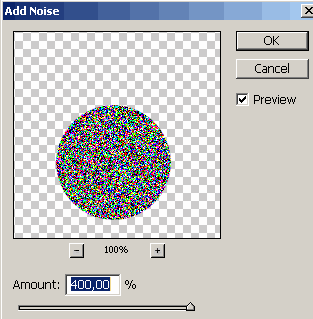 Add Noise
OK
Cancel
Preview
100%
Amount: 400,00 %